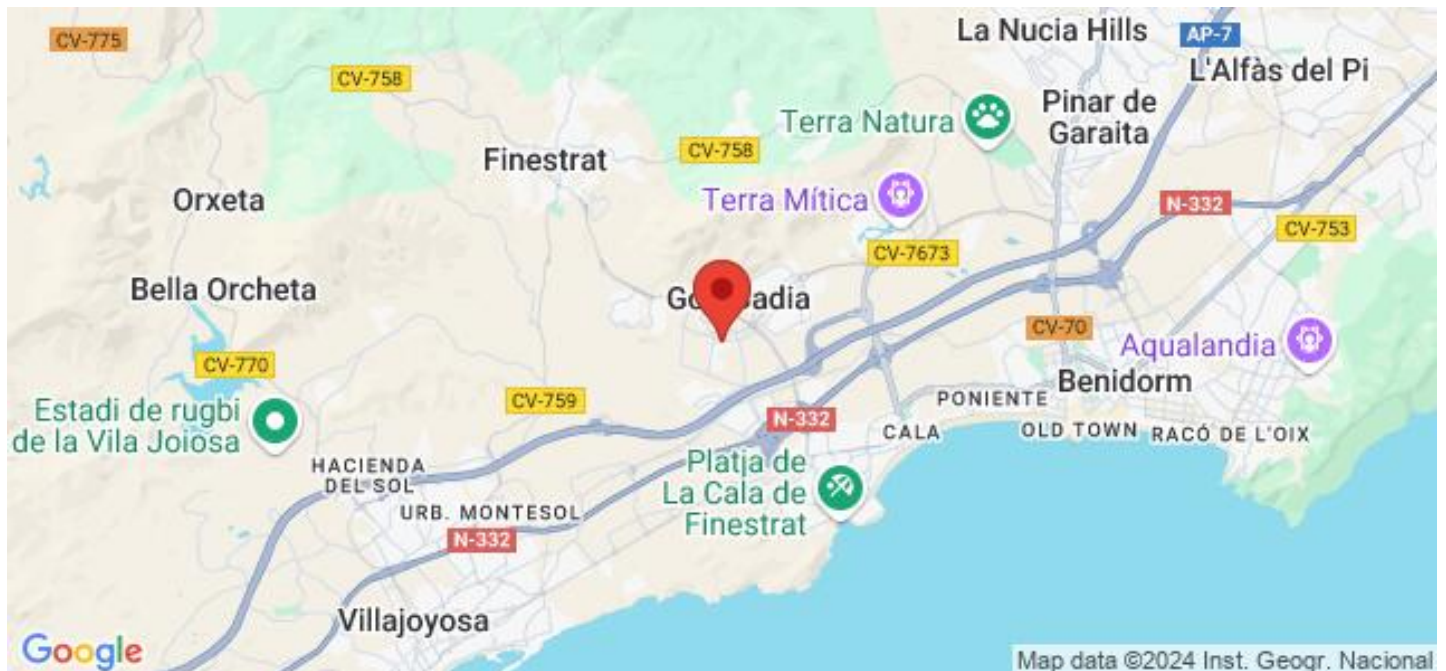 CV-775
CV-758
La Nucia Hills
AP-7
L'Alfàs del Pi
Terra Natura
Pinar de
Garaita
Finestrat
CV-758
Orxeta
Terra Mítica
N-332
CV-753
CV-7673
Bella Orcheta
CV-770
CV-70
Aqualandia
Benidorm
Estadi de rugbi
de la Vila Joiosa
CV-759
PONIENTE
N-332
CALA
OLD TOWN
RACÓ DE L'OIX
HACIENDA
DEL SOL
Platja de
La Cala de
Finestrat
URB. MONTESOL
N-332
Villajoyosa
Google
Map data ©2024 Inst. Geogr. Nacional